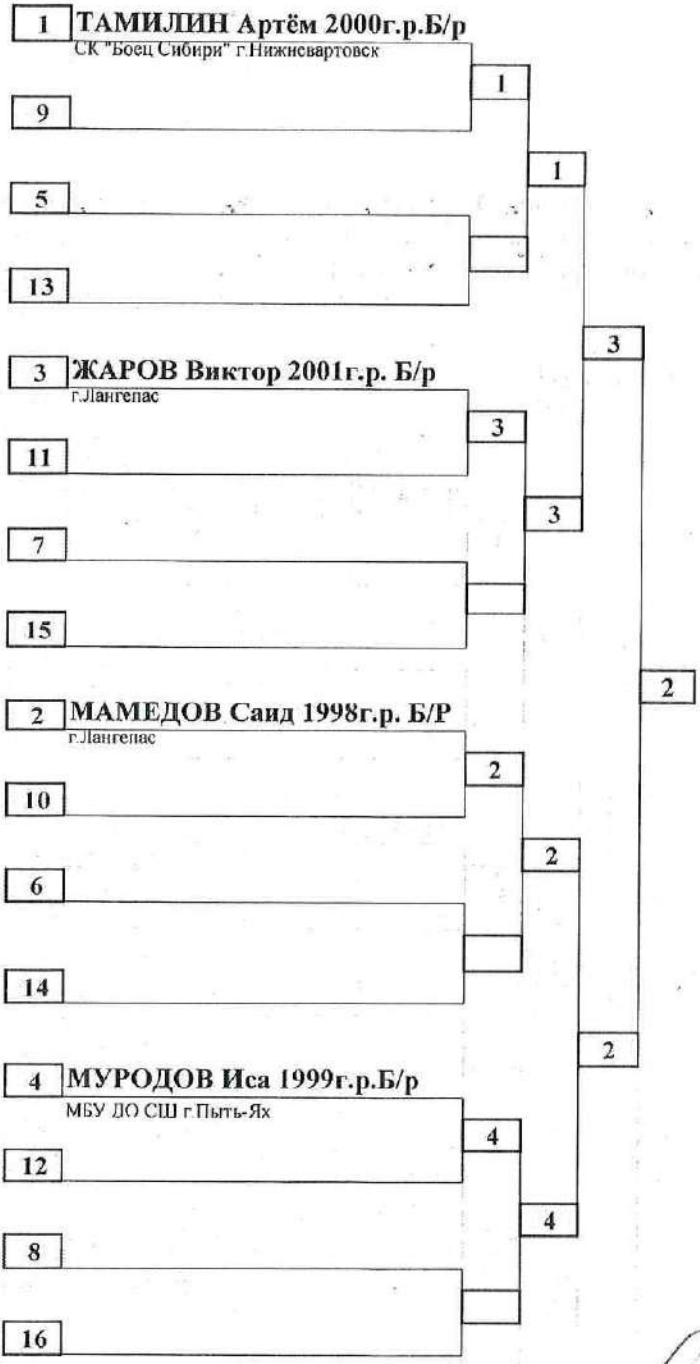 1 ТАМИЛИН Артём 2000г.р.Б/р
СК "Боец Сибири" г.Нижневартовск
1
9
1
5
13
3
3 ЖАРОВ Виктор 2001г.р. Б/р
г.Лангепас
3
11
3
7
15
2
2 МАМЕДОВ Саид 1998г.р. Б/Р
г.Лангепас
2
10
2
6
14
2
4 МУРОДОВ Иса 1999г.р.Б/р
МБУ ДО СШ г.Пыть-Ях
4
12
4
8
16